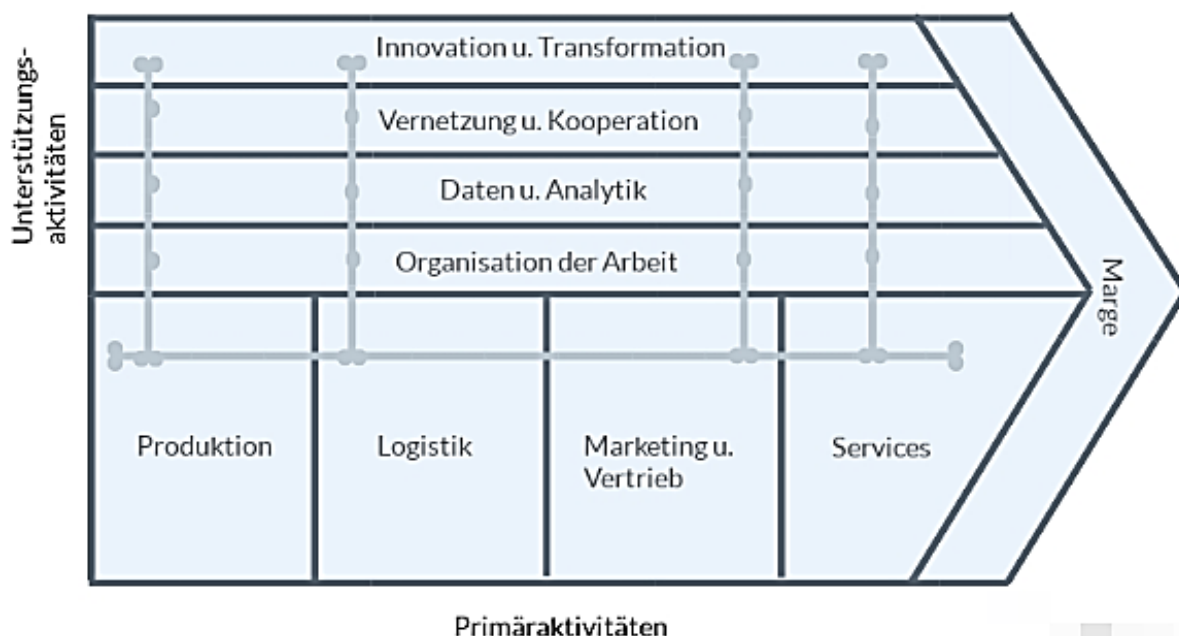 Unterstützungs-
aktivitäten
Innovation u. Transformation
Vernetzung u. Kooperation
Daten u. Analytik
Organisation der Arbeit
Marge
Produktion
Logistik
Marketing u.
Vertrieb
Services
Primäraktivitäten